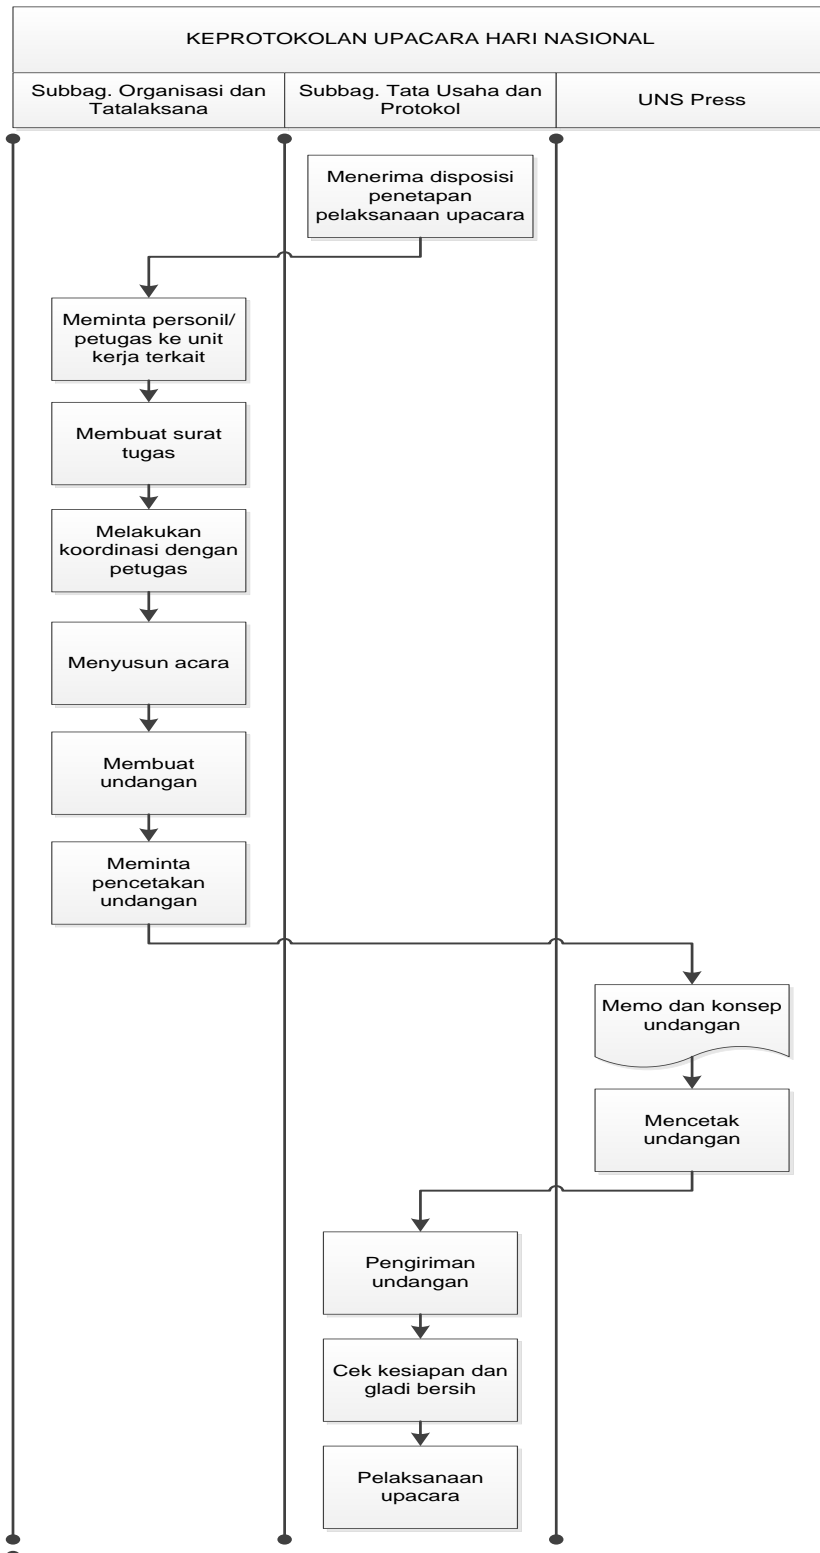 KEPROTOKOLAN UPACARA HARI NASIONAL
Subbag. Organisasi dan
Tatalaksana
Subbag. Tata Usaha dan
Protokol
UNS Press
Menerima disposisi
penetapan
pelaksanaan upacara
Meminta personil/
petugas ke unit
kerja terkait
Membuat surat
tugas
Melakukan
koordinasi dengan
petugas
Menyusun acara
Membuat
undangan
Meminta
pencetakan
undangan
Memo dan konsep
undangan
Mencetak
undangan
Pengiriman
undangan
Cek kesiapan dan
gladi bersih
Pelaksanaan
upacara